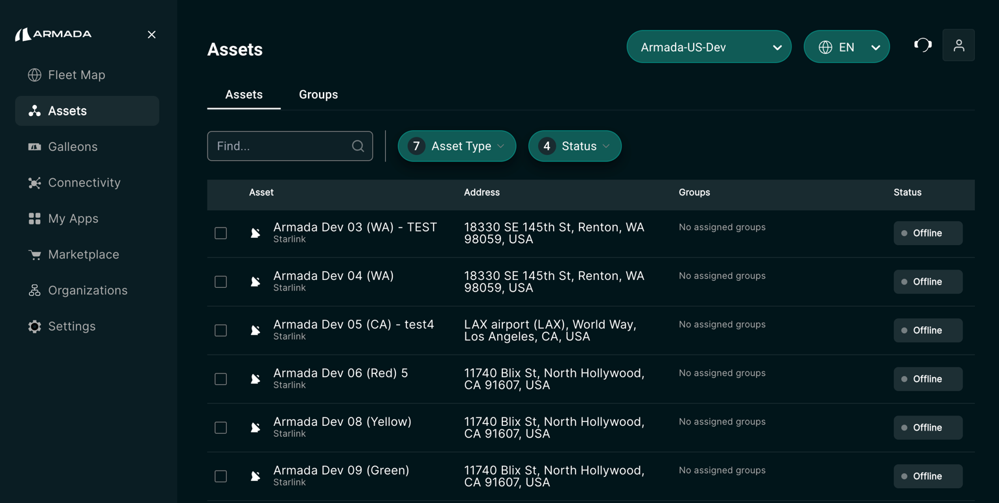 ARMADA
Fleet Map
Assets
Galleons
Connectivity
My Apps
Marketplace
Organizations
Settings
Assets
Armada-US-Dev
EN
Assets
Groups
Find...
7 Asset Type
4 Status
Asset
Address
Groups
Status
Armada Dev 03 (WA) - TEST
Starlink
18330 SE 145th St, Renton, WA
98059, USA
No assigned groups
Offline
Armada Dev 04 (WA)
Starlink
18330 SE 145th St, Renton, WA
98059, USA
No assigned groups
Offline
Armada Dev 05 (CA) - test4
Starlink
LAX airport (LAX), World Way,
Los Angeles, CA, USA
No assigned groups
Offline
Armada Dev 06 (Red) 5
Starlink
11740 Blix St, North Hollywood,
CA 91607, USA
No assigned groups
Offline
Armada Dev 08 (Yellow)
Starlink
11740 Blix St, North Hollywood,
CA 91607, USA
No assigned groups
Offline
Armada Dev 09 (Green)
Starlink
11740 Blix St, North Hollywood,
CA 91607, USA
No assigned groups
Offline